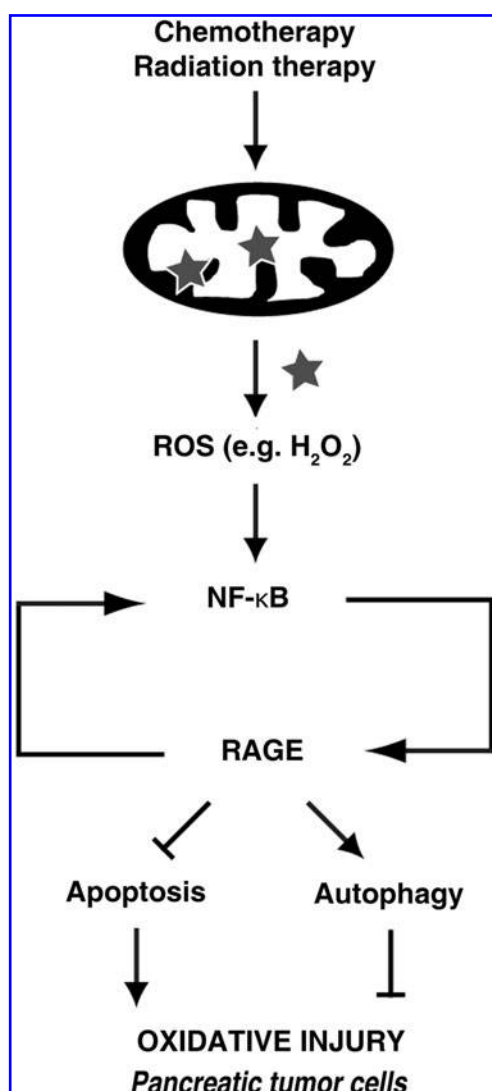 Chemotherapy
Radiation therapy
ROS (e.g. H₂O₂)
NF-κB
RAGE
Apoptosis Autophagy
OXIDATIVE INJURY
Pancreatic tumor cells